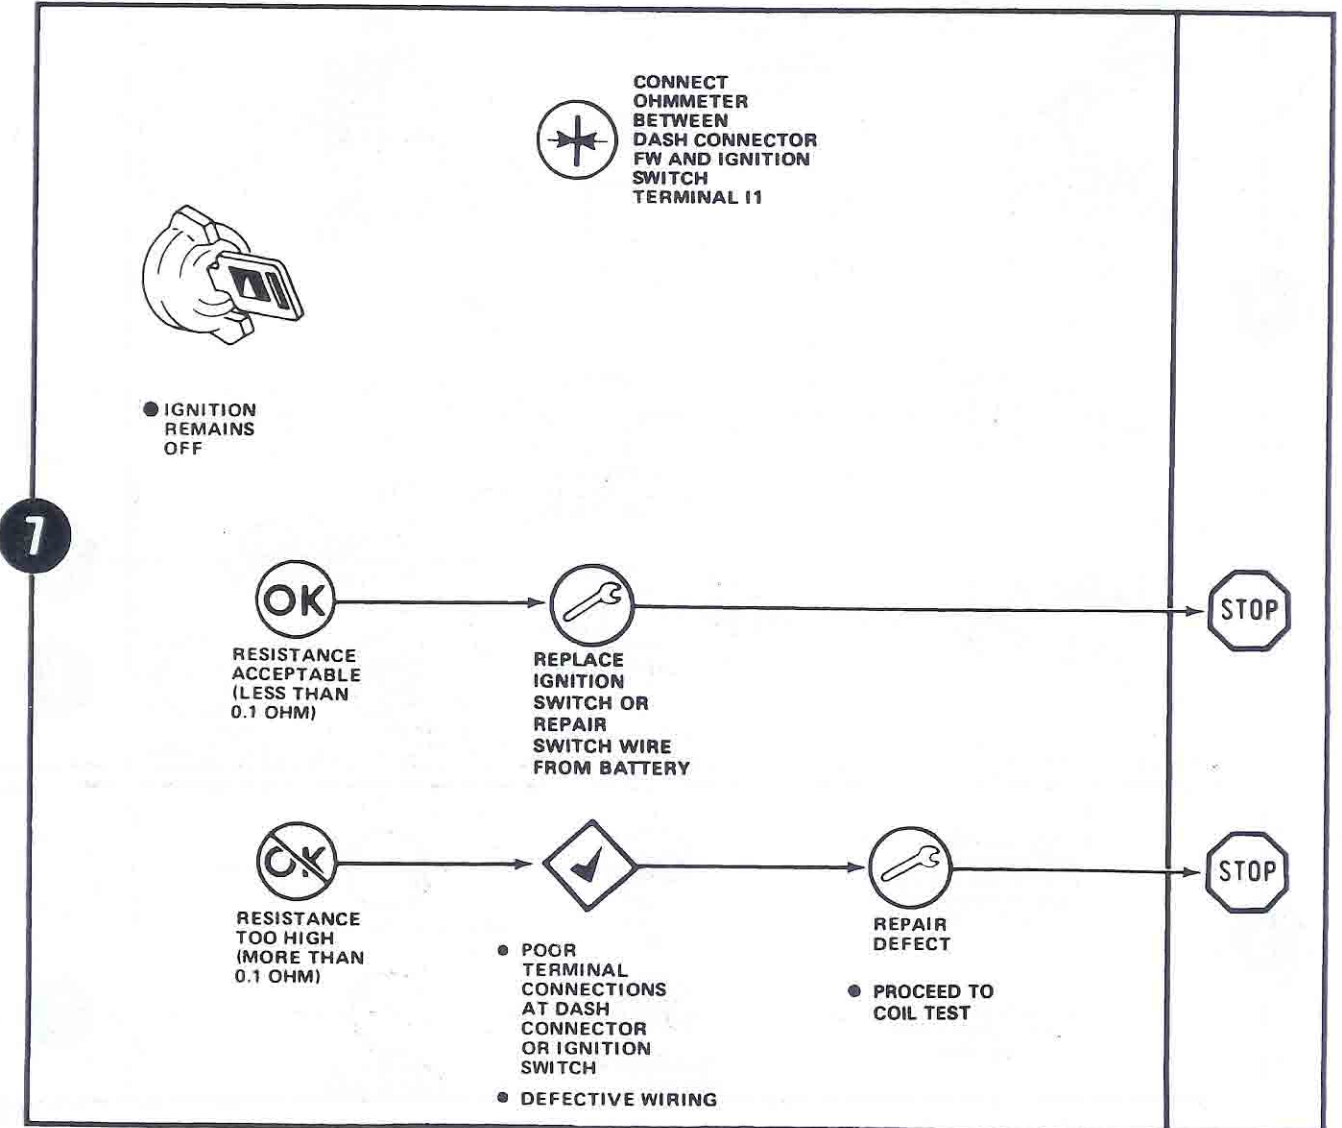 CONNECT
OHMMETER
BETWEEN
DASH CONNECTOR
FW AND IGNITION
SWITCH
TERMINAL I1
● IGNITION
REMAINS
OFF
7
OK
RESISTANCE
ACCEPTABLE
(LESS THAN
0.1 OHM)
REPLACE
IGNITION
SWITCH OR
REPAIR
SWITCH WIRE
FROM BATTERY
STOP
OK
RESISTANCE
TOO HIGH
(MORE THAN
0.1 OHM)
● POOR
TERMINAL
CONNECTIONS
AT DASH
CONNECTOR
OR IGNITION
SWITCH
● DEFECTIVE WIRING
REPAIR
DEFECT
● PROCEED TO
COIL TEST
STOP